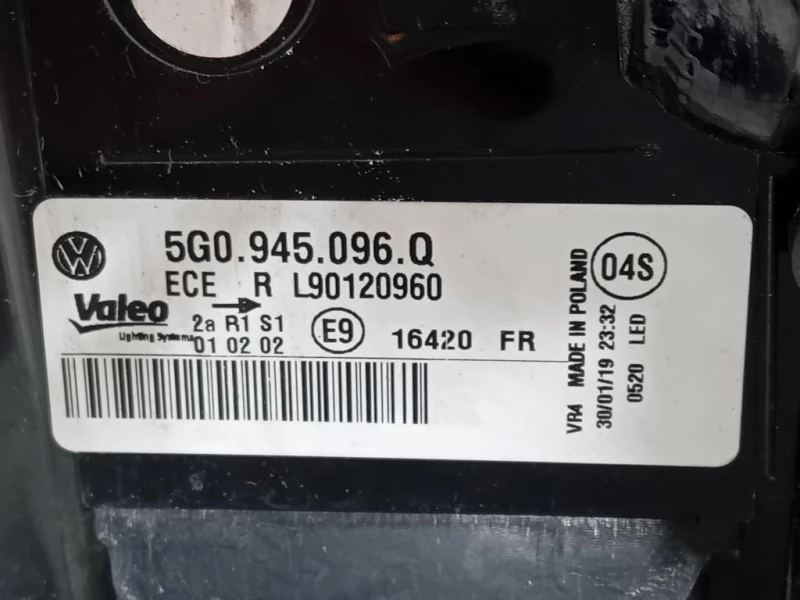 VW
5G0.945.096.Q
ECE R L90120960
Valeo
Lighting Systems
2a R1 S1
01 02 02
E9
16420 FR
04S
VR4 MADE IN POLAND
30/01/19 23:32
0520 LED